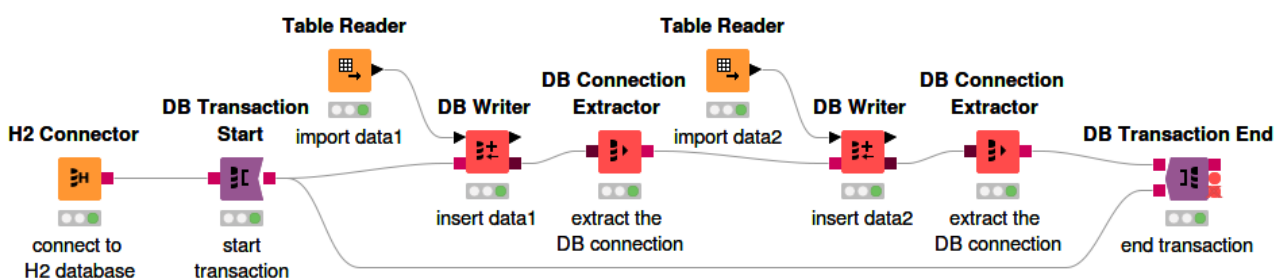 Table Reader
import data1
Table Reader
import data2
H2 Connector
connect to
H2 database
DB Transaction
Start
start
transaction
DB Writer
insert data1
DB Connection
Extractor
extract the
DB connection
DB Writer
insert data2
DB Connection
Extractor
extract the
DB connection
DB Transaction End
end transaction